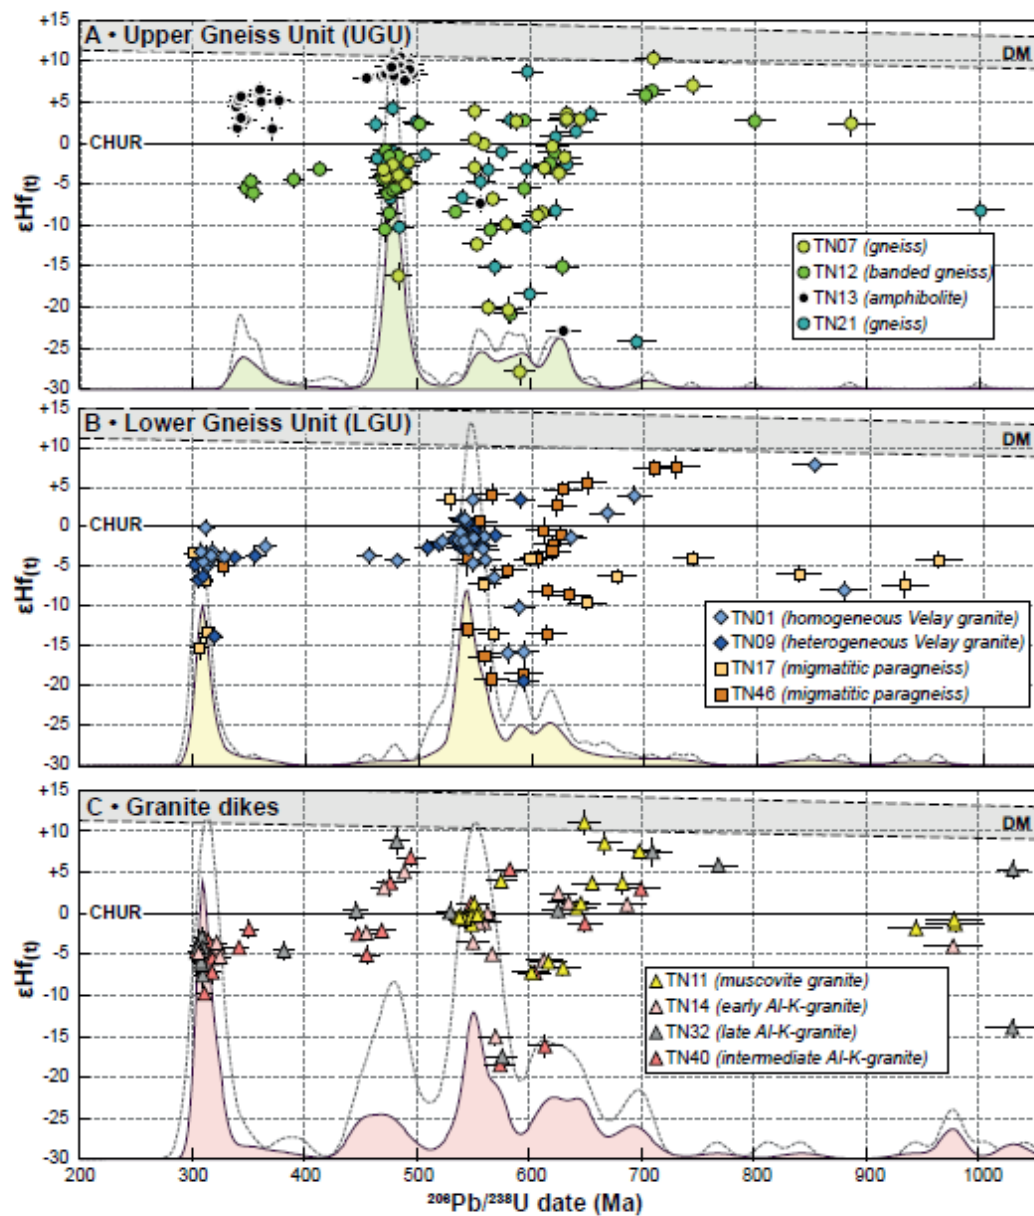 +15
A • Upper Gneiss Unit (UGU)
+10
DM
+5
0
CHUR
-5
-10
-15
-20
-25
-30
εHf(t)
TN07 (gneiss)
TN12 (banded gneiss)
TN13 (amphibolite)
TN21 (gneiss)
+15
B • Lower Gneiss Unit (LGU)
+10
DM
+5
0
CHUR
-5
-10
-15
-20
-25
-30
εHf(t)
TN01 (homogeneous Velay granite)
TN09 (heterogeneous Velay granite)
TN17 (migmatitic paragneiss)
TN46 (migmatitic paragneiss)
+15
C • Granite dikes
+10
DM
+5
0
CHUR
-5
-10
-15
-20
-25
-30
εHf(t)
TN11 (muscovite granite)
TN14 (early Al-K-granite)
TN32 (late Al-K-granite)
TN40 (intermediate Al-K-granite)
200 300 400 500 600 700 800 900 1000
²⁰⁶Pb/²³⁸U date (Ma)